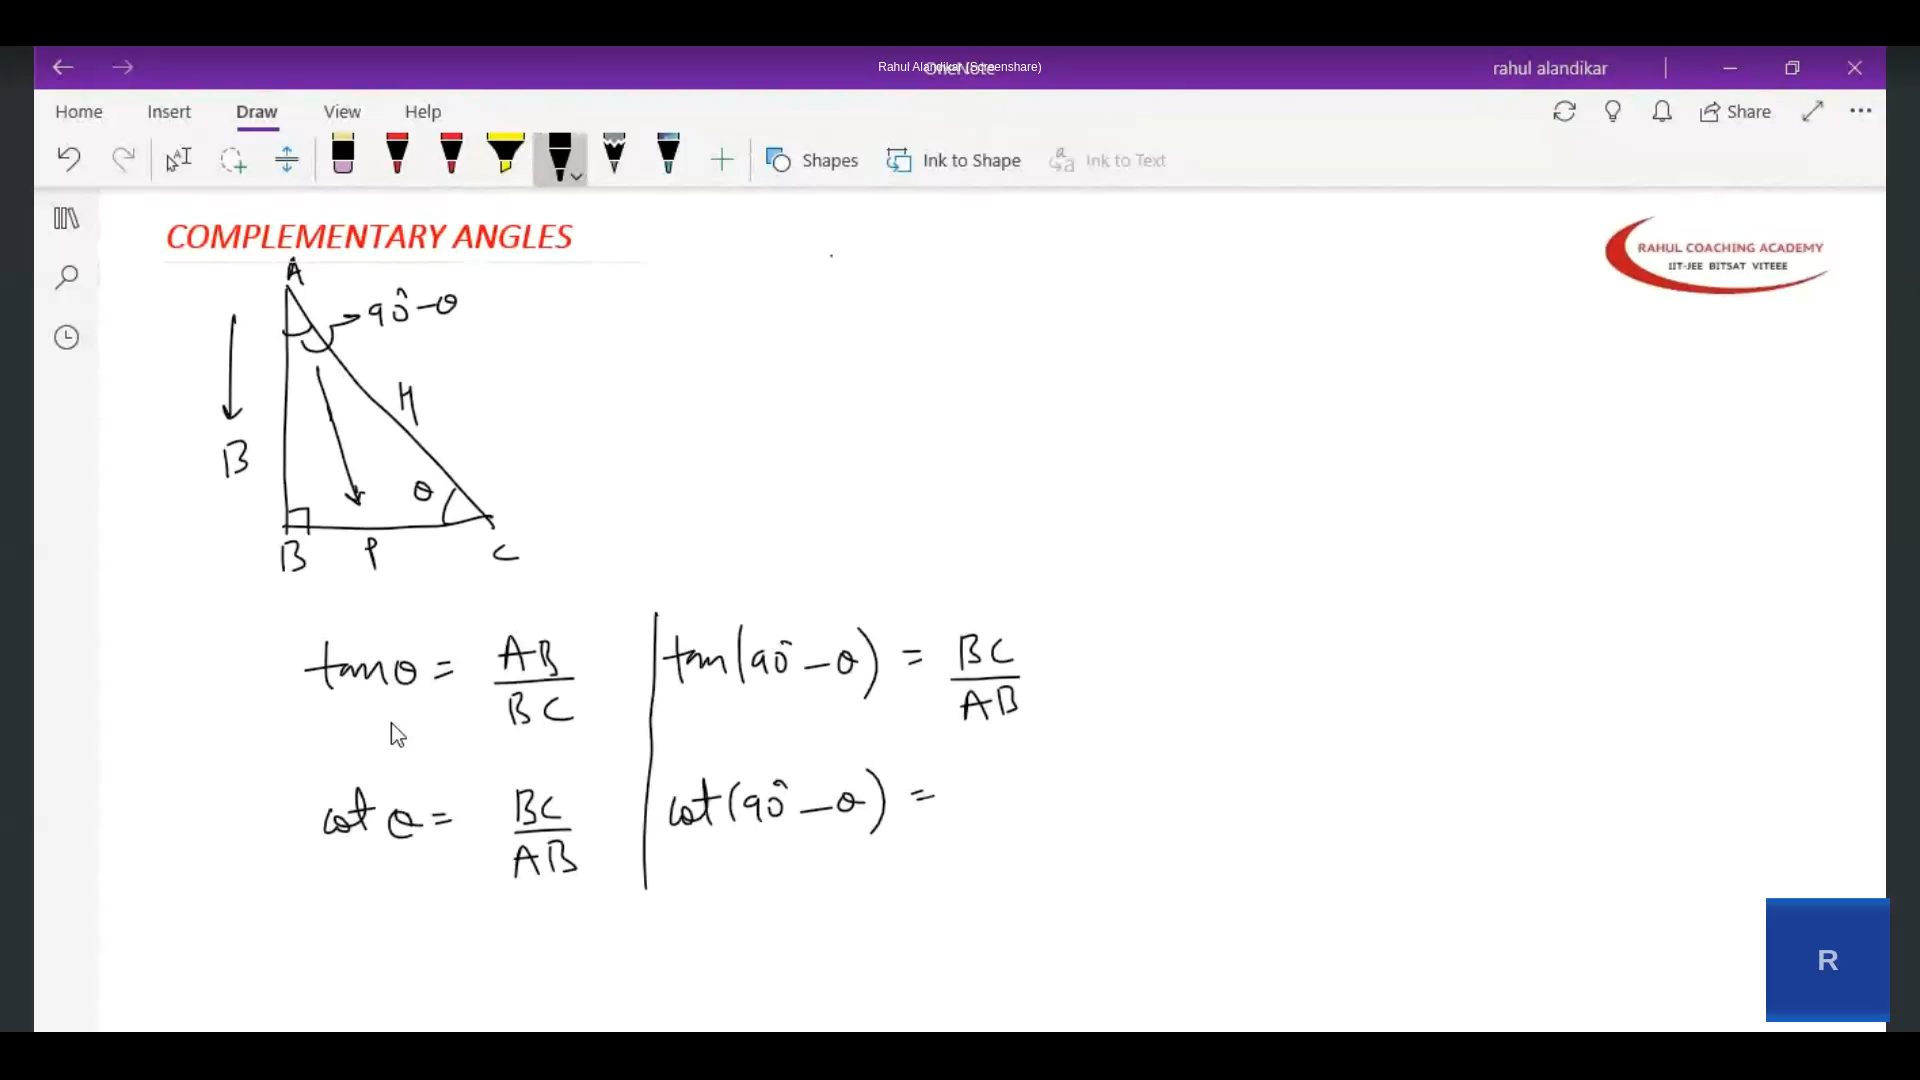 Rahul Alandikar (Screenshare)
rahul alandikar
Home Insert Draw View Help
Share
Shapes Ink to Shape Ink to Text
COMPLEMENTARY ANGLES
RAHUL COACHING ACADEMY
IIT-JEE BITSAT VITEEE
A
90°-θ
H
B
θ
B P C
tanθ = AB/BC
tan(90°-θ) = BC/AB
cot θ = BC/AB
cot(90°-θ) =
R